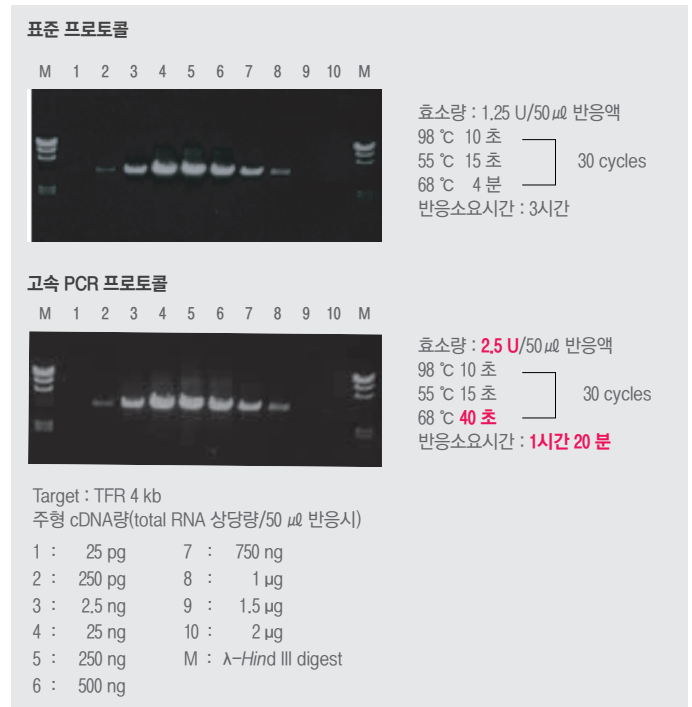 표준 프로토콜
M 1 2 3 4 5 6 7 8 9 10 M
효소량 : 1.25 U/50 ㎕ 반응액
98 ℃ 10 초
55 ℃ 15 초
68 ℃ 4 분
30 cycles
반응소요시간 : 3시간
고속 PCR 프로토콜
M 1 2 3 4 5 6 7 8 9 10 M
효소량 : 2.5 U/50 ㎕ 반응액
98 ℃ 10 초
55 ℃ 15 초
68 ℃ 40 초
30 cycles
반응소요시간 : 1시간 20 분
Target : TFR 4 kb
주형 cDNA량(total RNA 상당량/50 ㎕ 반응시)
1 : 25 pg
2 : 250 pg
3 : 2.5 ng
4 : 25 ng
5 : 250 ng
6 : 500 ng
7 : 750 ng
8 : 1 μg
9 : 1.5 μg
10 : 2 μg
M : λ-Hind III digest